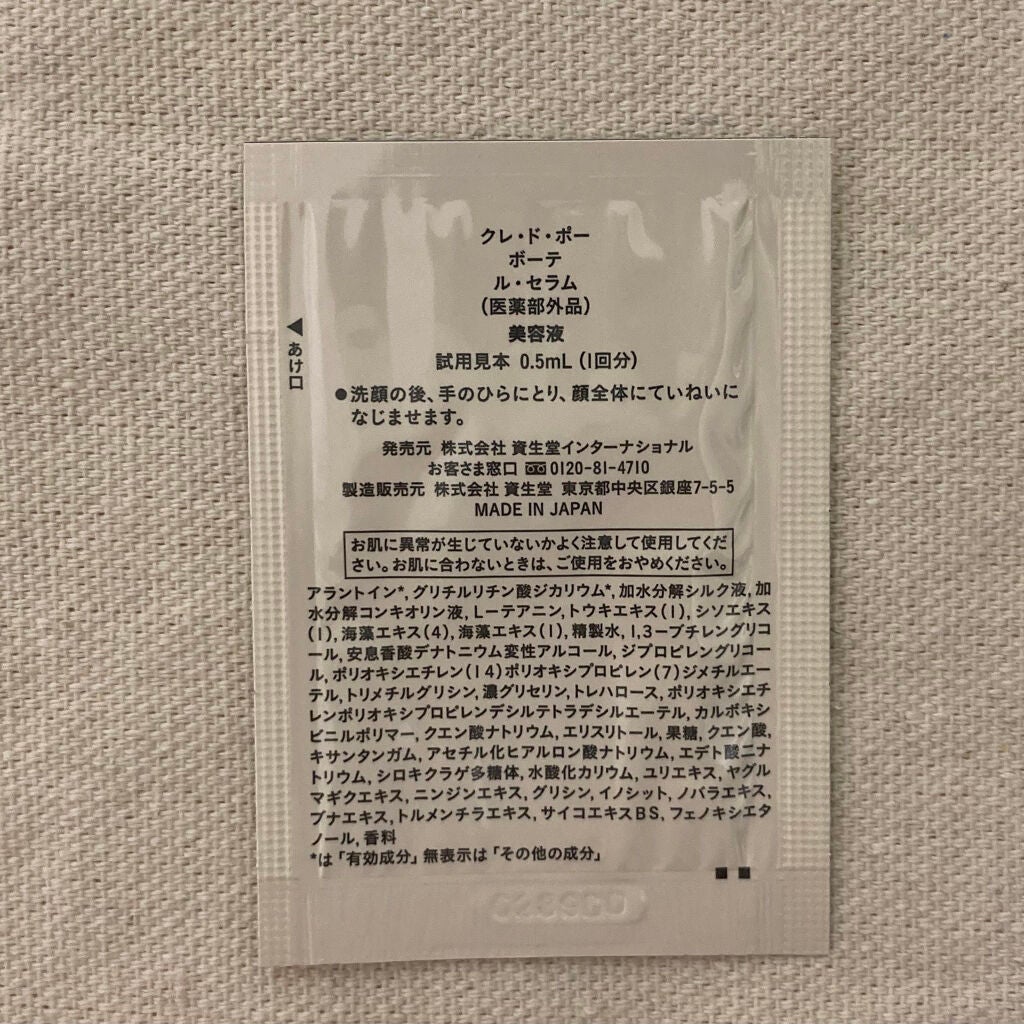 クレ・ド・ポー
ボーテ
ル・セラム
(医薬部外品)
美容液
試用見本 0.5mL (1回分)
◀あけ口
●洗顔の後、手のひらにとり、顔全体にていねいに
なじませます。
発売元 株式会社 資生堂インターナショナル
お客さま窓口 0120-81-4710
製造販売元 株式会社 資生堂 東京都中央区銀座7-5-5
MADE IN JAPAN
お肌に異常が生じていないかよく注意して使用してくだ
さい。お肌に合わないときは、ご使用をおやめください。
アラントイン*, グリチルリチン酸ジカリウム*, 加水分解シルク液, 加
水分解コンキオリン液, L-テアニン, トウキエキス(1), シソエキス
(1), 海藻エキス(4), 海藻エキス(1), 精製水, 1,3-ブチレングリコ
ール, 安息香酸デナトニウム変性アルコール, ジプロピレングリコー
ル, ポリオキシエチレン(14)ポリオキシプロピレン(7)ジメチルエー
テル, トリメチルグリシン, 濃グリセリン, トレハロース, ポリオキシエチ
レンポリオキシプロピレンデシルテトラデシルエーテル, カルボキシ
ビニルポリマー, クエン酸ナトリウム, エリスリトール, 果糖, クエン酸,
キサンタンガム, アセチル化ヒアルロン酸ナトリウム, エデト酸二ナ
トリウム, シロキクラゲ多糖体, 水酸化カリウム, ユリエキス, ヤグル
マギクエキス, ニンジンエキス, グリシン, イノシット, ノバラエキス,
ブナエキス, トルメンチラエキス, サイコエキスBS, フェノキシエタ
ノール, 香料
*は「有効成分」無表示は「その他の成分」